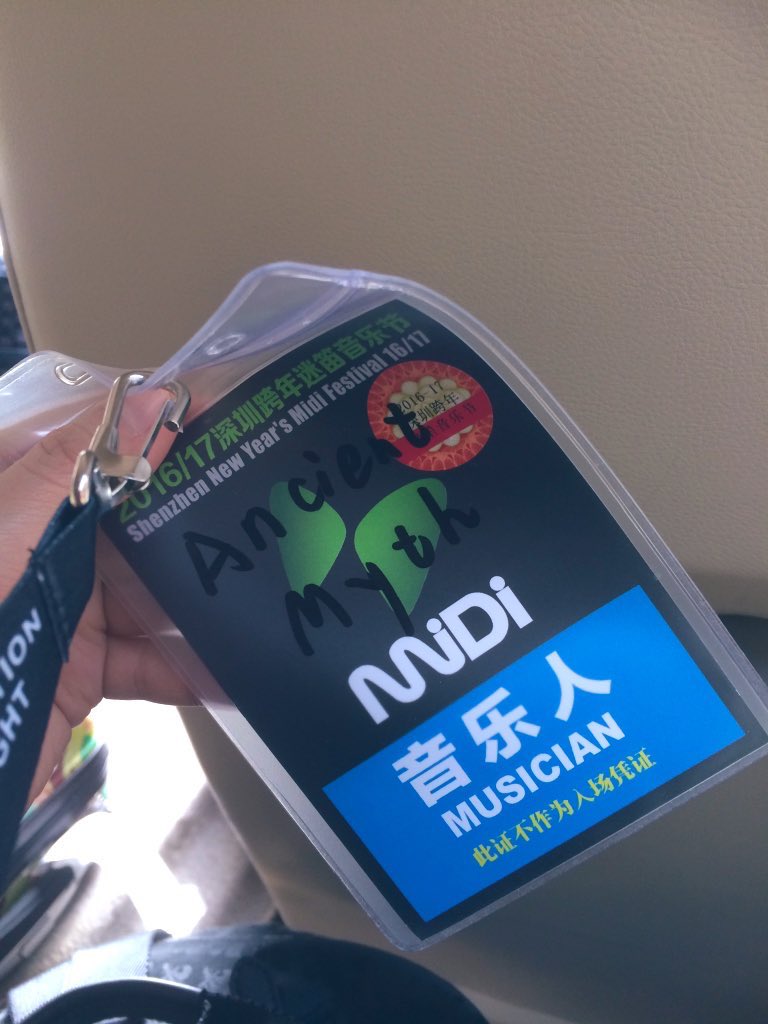 2016/17深圳跨年迷笛音乐节
Shenzhen New Year's Midi Festival 16/17
2016-17
深圳跨年
音乐节
Ancient
Myth
MiDi
音乐人
MUSICIAN
此证不作为入场凭证
TION
GHT